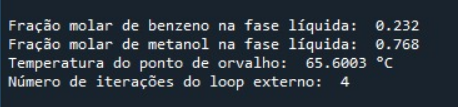 Fração molar de benzeno na fase líquida:  0.232
Fração molar de metanol na fase líquida:  0.768
Temperatura do ponto de orvalho:  65.6003 °C
Número de iterações do loop externo:  4